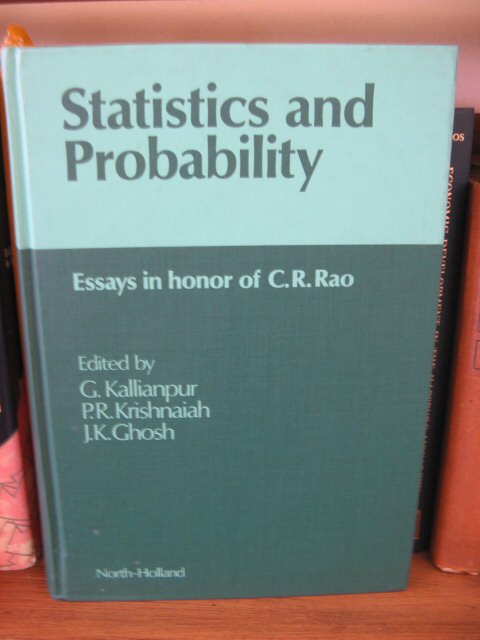 Statistics and
Probability
Essays in honor of C.R.Rao
Edited by
G. Kallianpur
P.R. Krishnaiah
J.K. Ghosh
North-Holland